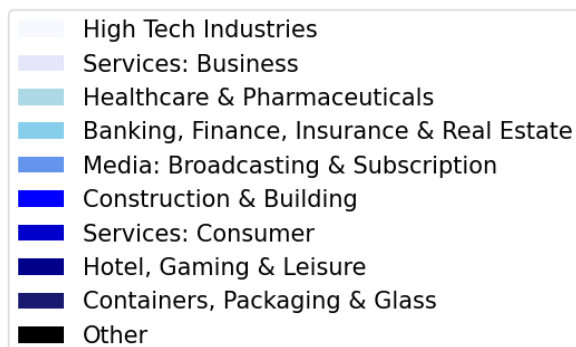 High Tech Industries
Services: Business
Healthcare & Pharmaceuticals
Banking, Finance, Insurance & Real Estate
Media: Broadcasting & Subscription
Construction & Building
Services: Consumer
Hotel, Gaming & Leisure
Containers, Packaging & Glass
Other